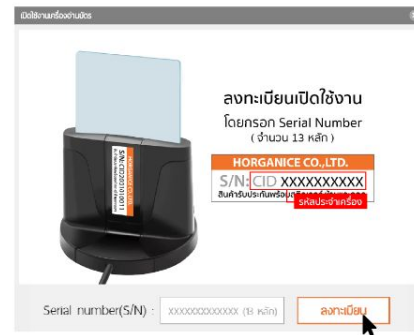 เปิดใช้งานเครื่องอ่านบัตร
ลงทะเบียนเปิดใช้งาน
โดยกรอก Serial Number
( จำนวน 13 หลัก )
HORGANICE CO.,LTD.
S/N: CID XXXXXXXXXX
รหัสประจำเครื่อง
S/N:CID2001010011
Serial number(S/N) :
XXXXXXXXXXXXX (13 หลัก)
ลงทะเบียน